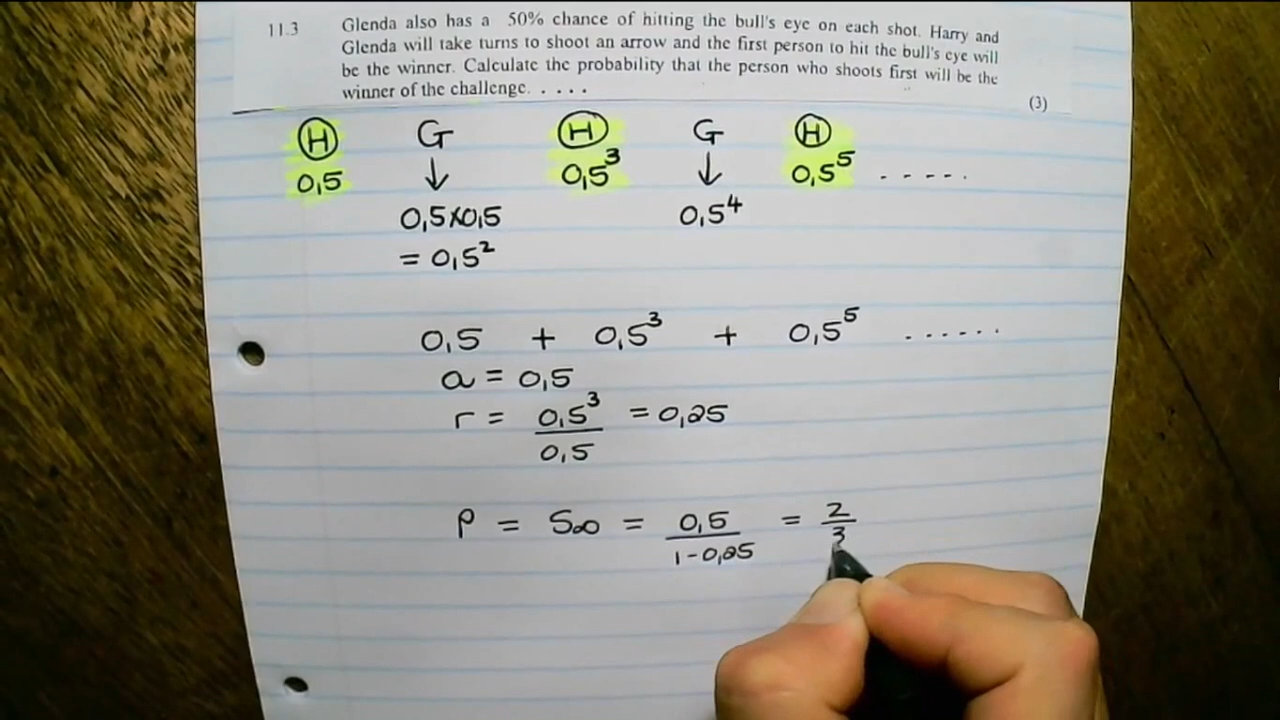 11.3 Glenda also has a 50% chance of hitting the bull's eye on each shot. Harry and
Glenda will take turns to shoot an arrow and the first person to hit the bull's eye will
be the winner. Calculate the probability that the person who shoots first will be the
winner of the challenge. . . . .
(3)
H G H G H
0,5 ↓ 0,5³ ↓ 0,5⁵ . . . . .
0,5×0,5 0,5⁴
= 0,5²
0,5 + 0,5³ + 0,5⁵ . . . . . .
a = 0,5
r = 0,5³ = 0,25
0,5
P = S∞ = 0,5 = 2
1-0,25 3